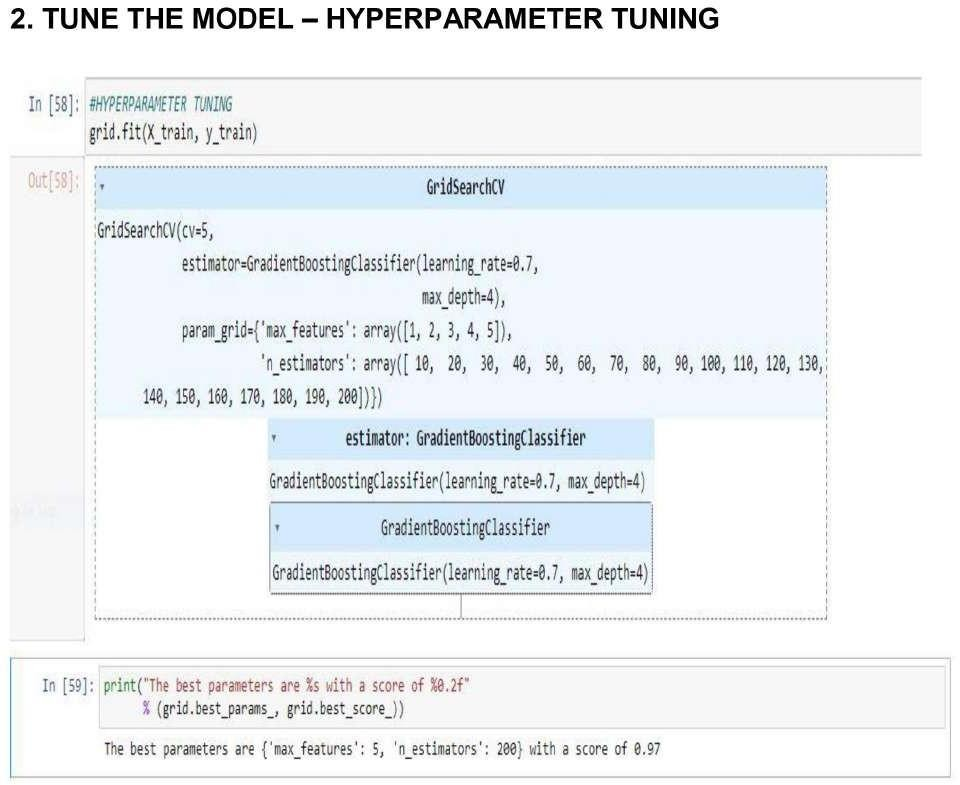 2. TUNE THE MODEL – HYPERPARAMETER TUNING
In [58]: #HYPERPARAMETER TUNING
grid.fit(X_train, y_train)
Out[58]:
GridSearchCV
GridSearchCV(cv=5,
estimator=GradientBoostingClassifier(learning_rate=0.7,
max_depth=4),
param_grid={'max_features': array([1, 2, 3, 4, 5]),
'n_estimators': array([ 10, 20, 30, 40, 50, 60, 70, 80, 90, 100, 110, 120, 130,
140, 150, 160, 170, 180, 190, 200])})
estimator: GradientBoostingClassifier
GradientBoostingClassifier(learning_rate=0.7, max_depth=4)
GradientBoostingClassifier
GradientBoostingClassifier(learning_rate=0.7, max_depth=4)
In [59]: print("The best parameters are %s with a score of %0.2f"
% (grid.best_params_, grid.best_score_))
The best parameters are {'max_features': 5, 'n_estimators': 200} with a score of 0.97